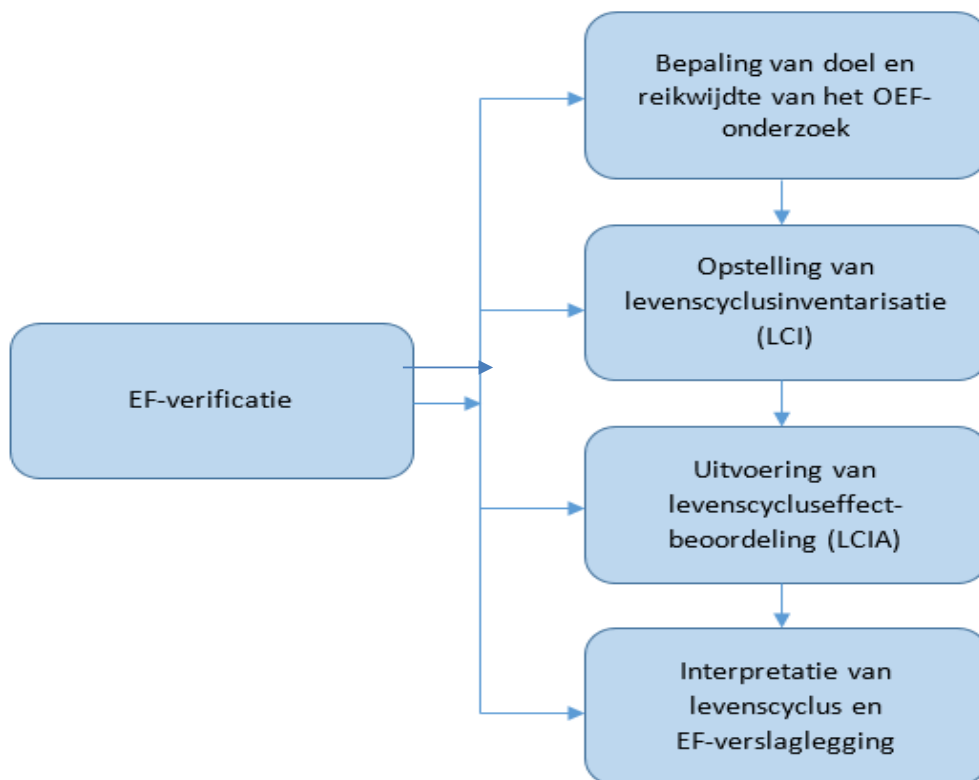 Bepaling van doel en
reikwijdte van het OEF-
onderzoek
Opstelling van
levenscyclusinventarisatie
(LCI)
EF-verificatie
Uitvoering van
levenscycluseffect-
beoordeling (LCIA)
Interpretatie van
levenscyclus en
EF-verslaglegging